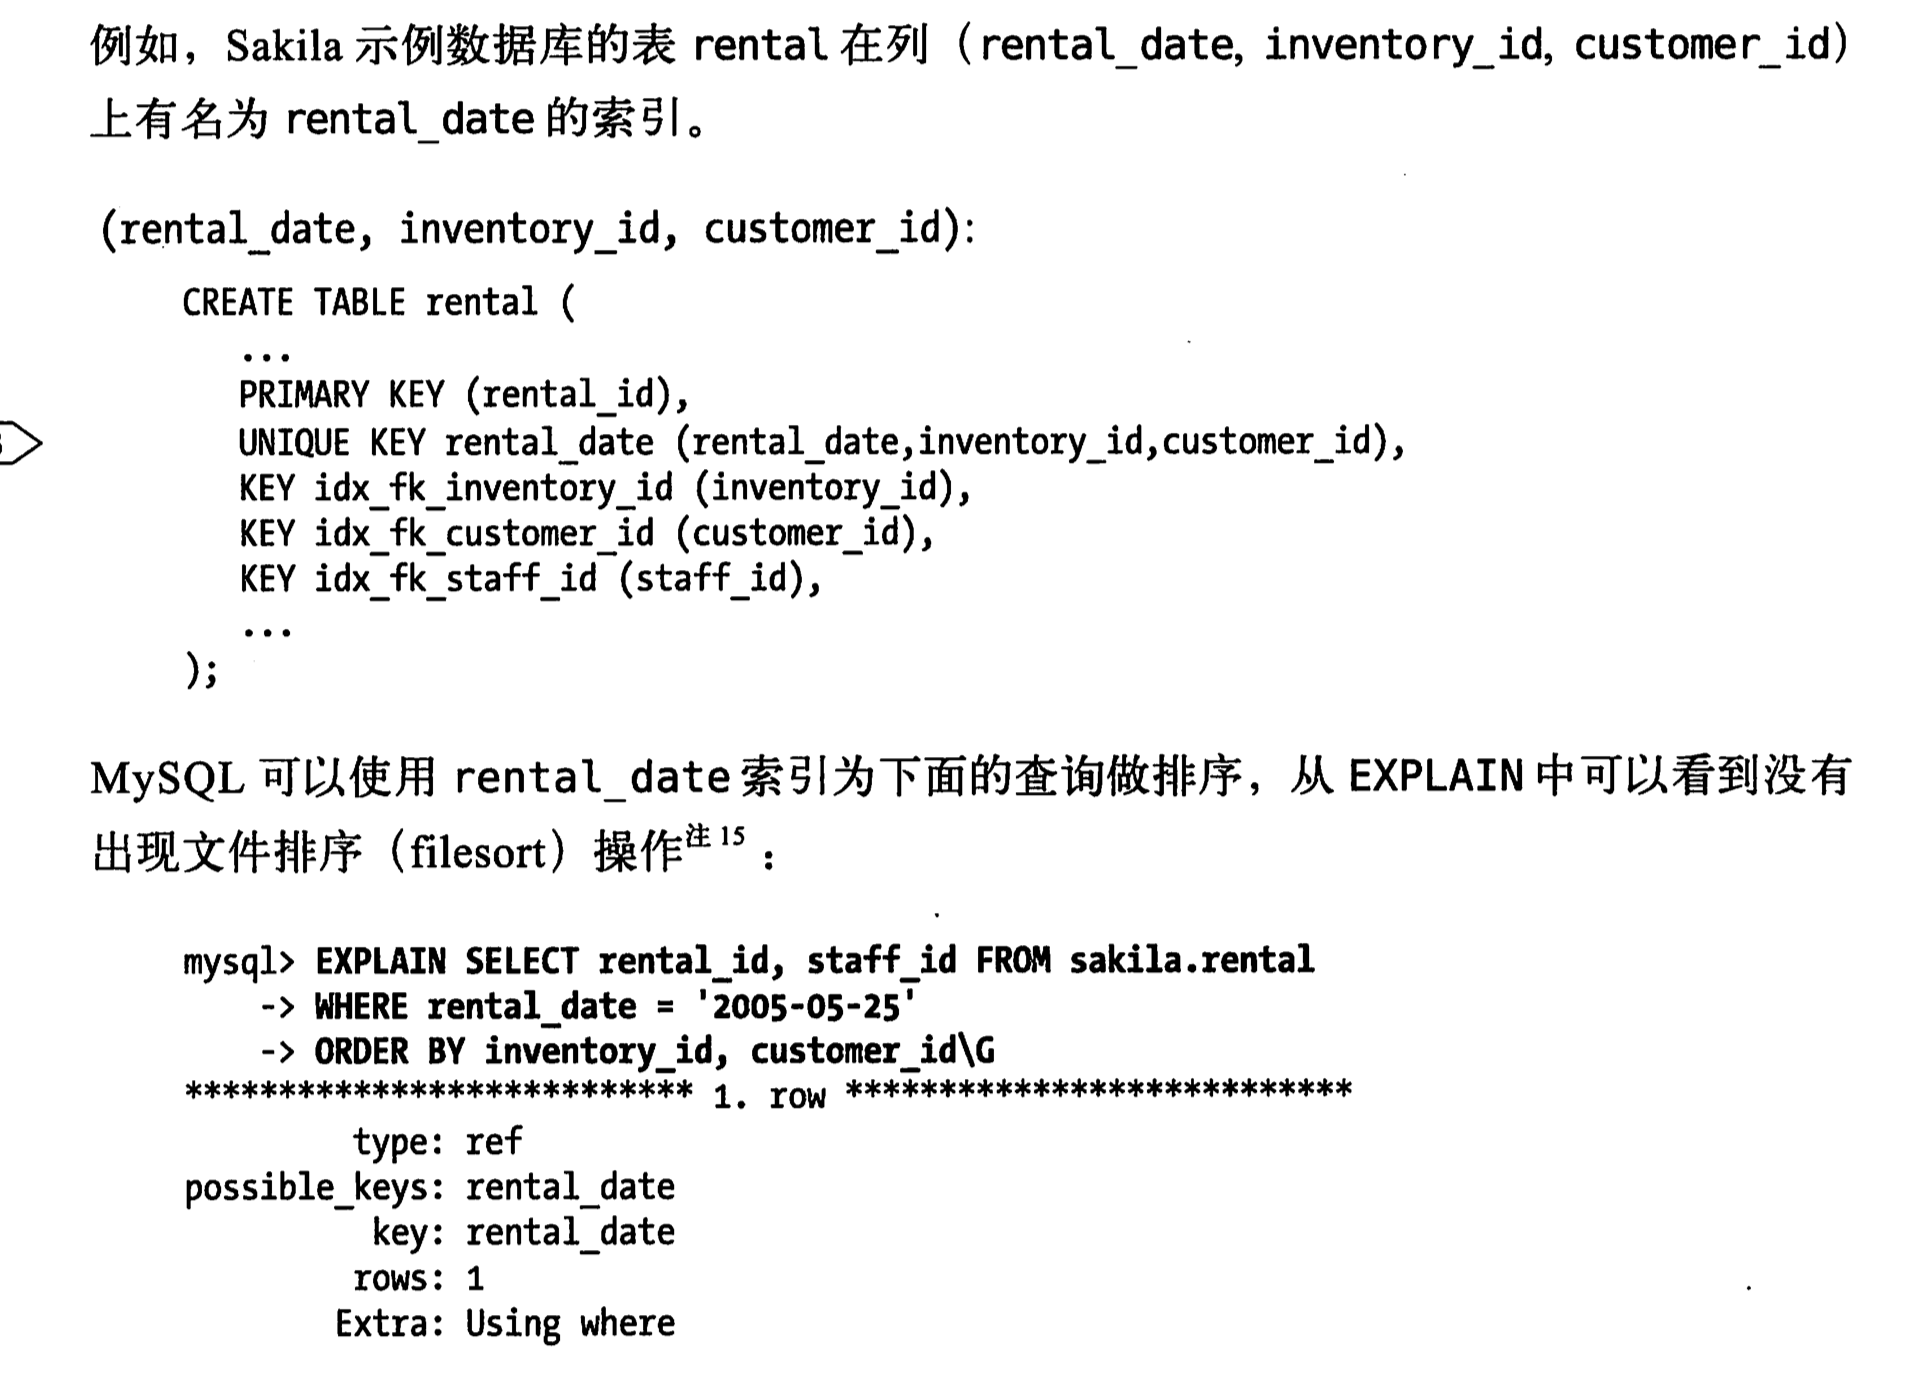 例如，Sakila 示例数据库的表 rental 在列（rental_date, inventory_id, customer_id）
上有名为 rental_date 的索引。
(rental_date, inventory_id, customer_id):
CREATE TABLE rental (
...
PRIMARY KEY (rental_id),
UNIQUE KEY rental_date (rental_date,inventory_id,customer_id),
KEY idx_fk_inventory_id (inventory_id),
KEY idx_fk_customer_id (customer_id),
KEY idx_fk_staff_id (staff_id),
...
);
MySQL 可以使用 rental_date 索引为下面的查询做排序，从 EXPLAIN 中可以看到没有
出现文件排序（filesort）操作注 15：
mysql> EXPLAIN SELECT rental_id, staff_id FROM sakila.rental
-> WHERE rental_date = '2005-05-25'
-> ORDER BY inventory_id, customer_id\G
*************************** 1. row ***************************
type: ref
possible_keys: rental_date
key: rental_date
rows: 1
Extra: Using where